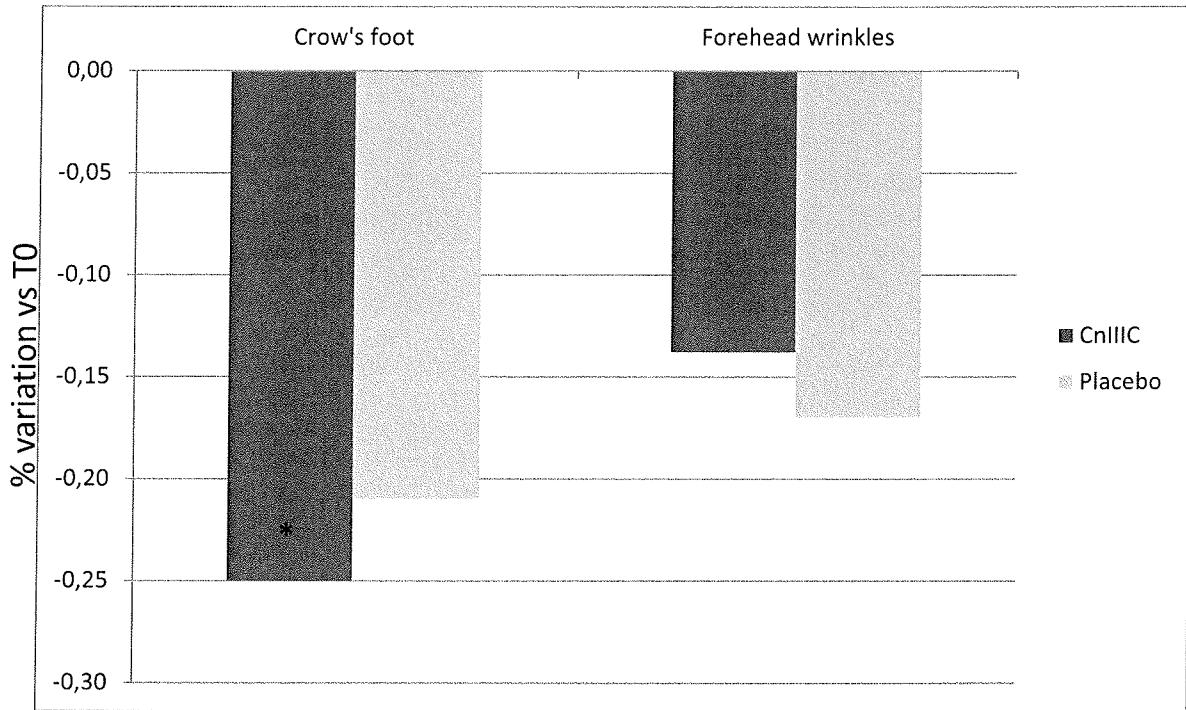 Crow's foot
Forehead wrinkles
0,00
-0,05
-0,10
-0,15
-0,20
-0,25
-0,30
% variation vs T0
*
CnIIIC
Placebo